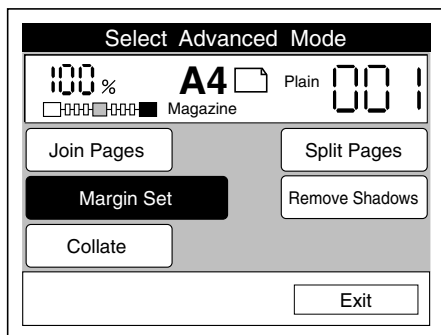 Select Advanced Mode
100 % A4 Plain 001
Magazine
Join Pages Split Pages
Margin Set Remove Shadows
Collate
Exit